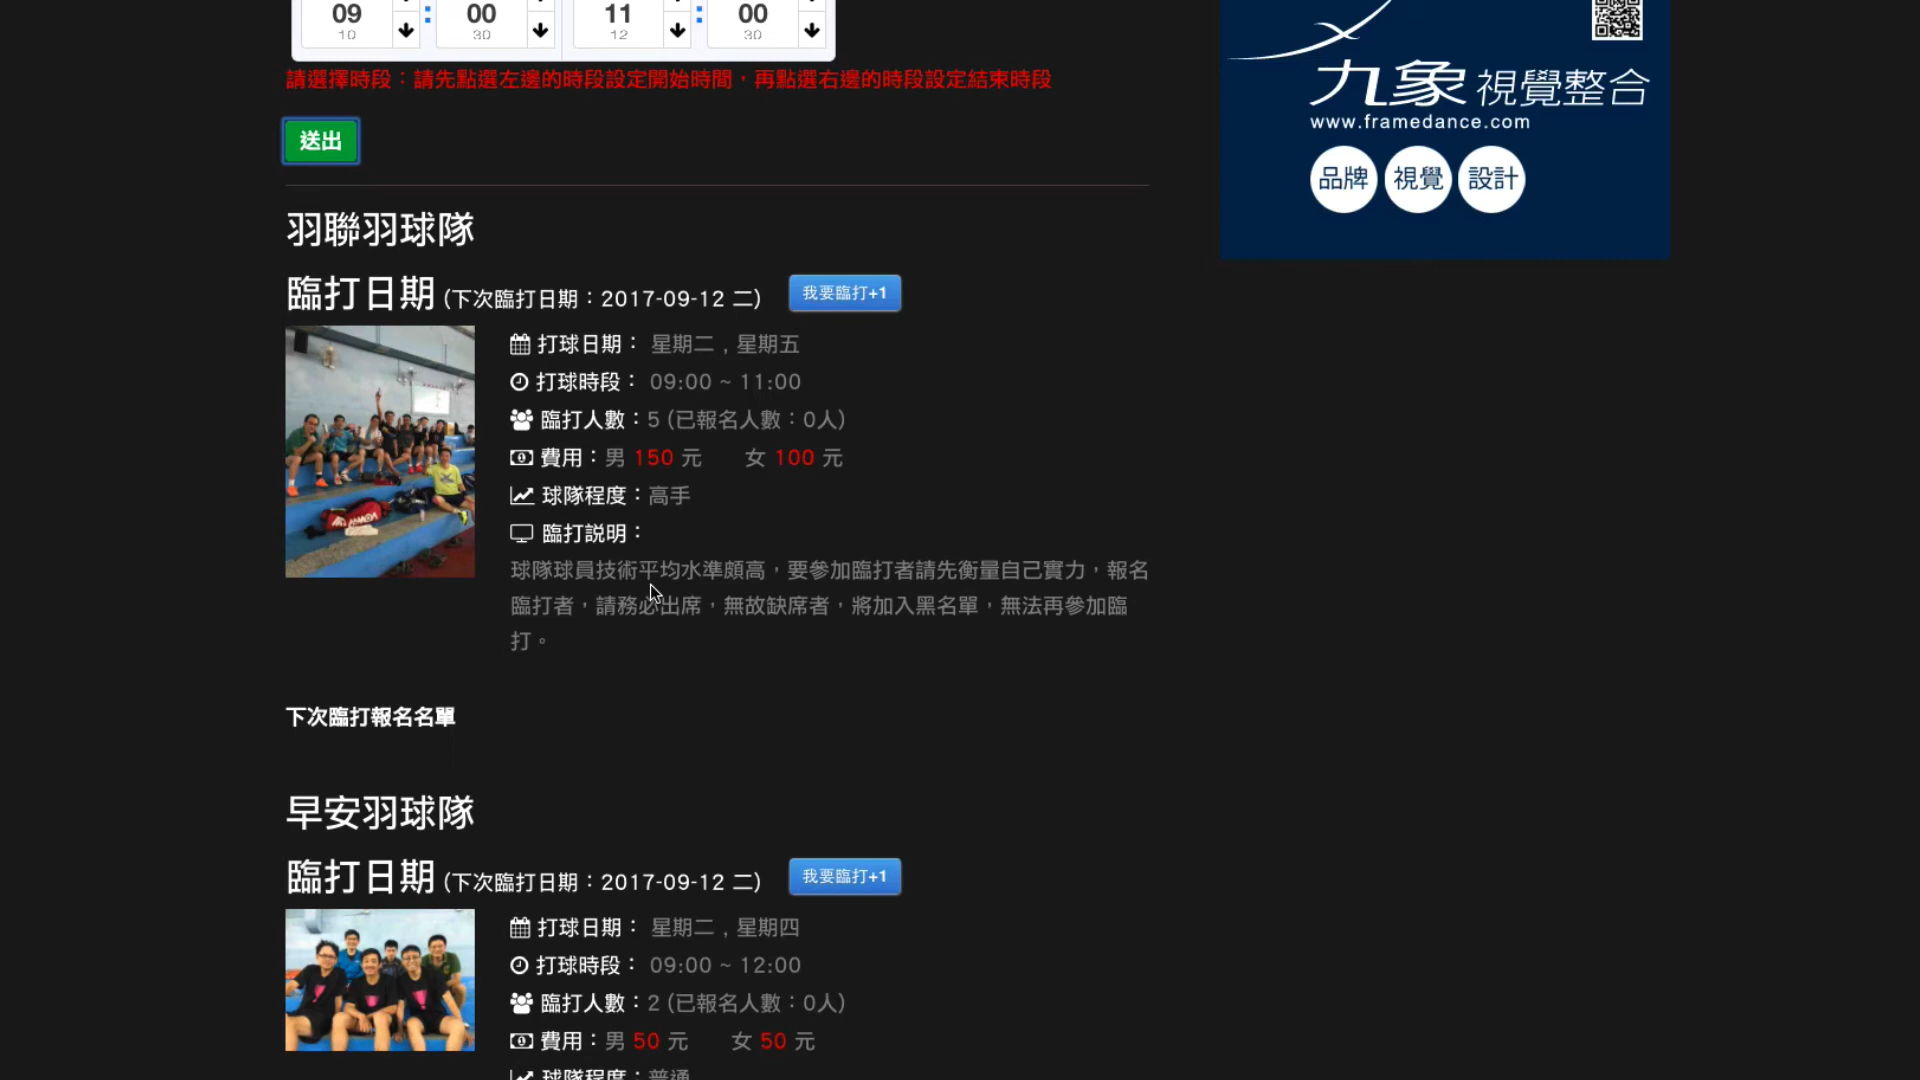 09 : 00 11 : 00
10 30 12 30
請選擇時段：請先點選左邊的時段設定開始時間，再點選右邊的時段設定結束時段
送出
羽聯羽球隊
臨打日期 (下次臨打日期：2017-09-12 二) 我要臨打+1
打球日期： 星期二 , 星期五
打球時段： 09:00 ~ 11:00
臨打人數：5 (已報名人數：0人)
費用：男 150 元 女 100 元
球隊程度：高手
臨打說明：
球隊球員技術平均水準頗高，要參加臨打者請先衡量自己實力，報名
臨打者，請務必出席，無故缺席者，將加入黑名單，無法再參加臨
打。
下次臨打報名名單
早安羽球隊
臨打日期 (下次臨打日期：2017-09-12 二) 我要臨打+1
打球日期： 星期二 , 星期四
打球時段： 09:00 ~ 12:00
臨打人數：2 (已報名人數：0人)
費用：男 50 元 女 50 元
球隊程度：普通
九象視覺整合
www.framedance.com
品牌 視覺 設計